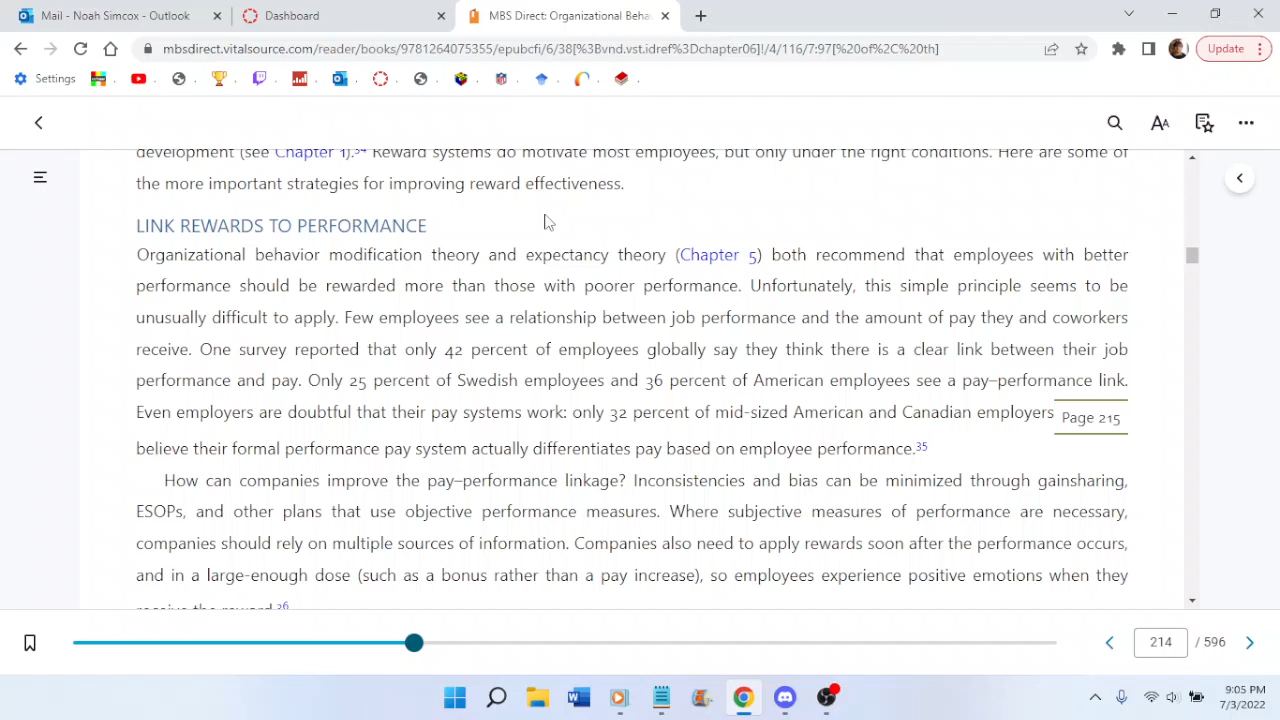 Mail - Noah Simcox - Outlook
Dashboard
MBS Direct: Organizational Beha
mbsdirect.vitalsource.com/reader/books/9781264075355/epubcfi/6/38[%3Bvnd.vst.idref%3Dchapter06]!/4/116/7:97[%20of%2C%20th]
Update
Settings
development (see Chapter 1).34 Reward systems do motivate most employees, but only under the right conditions. Here are some of
the more important strategies for improving reward effectiveness.
LINK REWARDS TO PERFORMANCE
Organizational behavior modification theory and expectancy theory (Chapter 5) both recommend that employees with better
performance should be rewarded more than those with poorer performance. Unfortunately, this simple principle seems to be
unusually difficult to apply. Few employees see a relationship between job performance and the amount of pay they and coworkers
receive. One survey reported that only 42 percent of employees globally say they think there is a clear link between their job
performance and pay. Only 25 percent of Swedish employees and 36 percent of American employees see a pay–performance link.
Even employers are doubtful that their pay systems work: only 32 percent of mid-sized American and Canadian employers
Page 215
believe their formal performance pay system actually differentiates pay based on employee performance.35
How can companies improve the pay–performance linkage? Inconsistencies and bias can be minimized through gainsharing,
ESOPs, and other plans that use objective performance measures. Where subjective measures of performance are necessary,
companies should rely on multiple sources of information. Companies also need to apply rewards soon after the performance occurs,
and in a large-enough dose (such as a bonus rather than a pay increase), so employees experience positive emotions when they
receive the reward.36
214 / 596
9:05 PM
7/3/2022